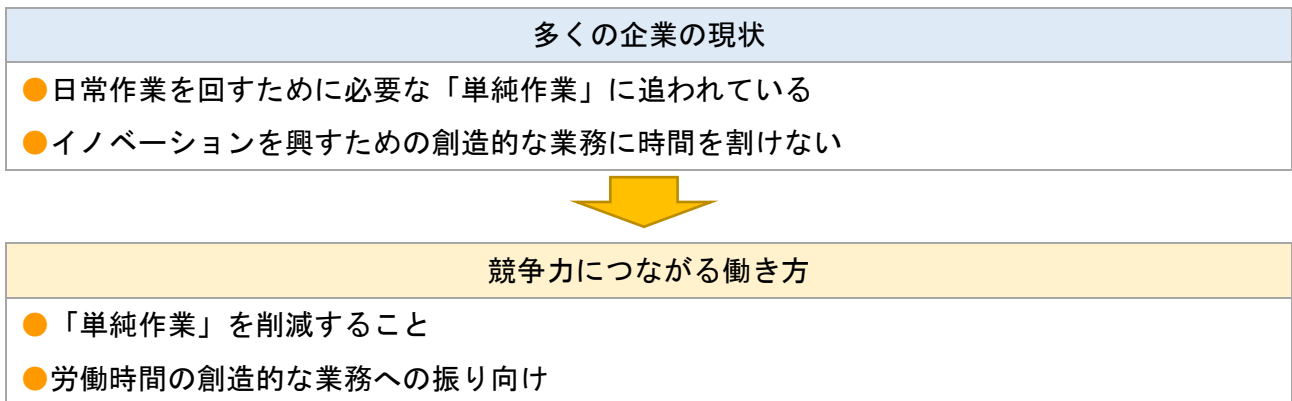 多くの企業の現状
●日常作業を回すために必要な「単純作業」に追われている
●イノベーションを興すための創造的な業務に時間を割けない
競争力につながる働き方
●「単純作業」を削減すること
●労働時間の創造的な業務への振り向け